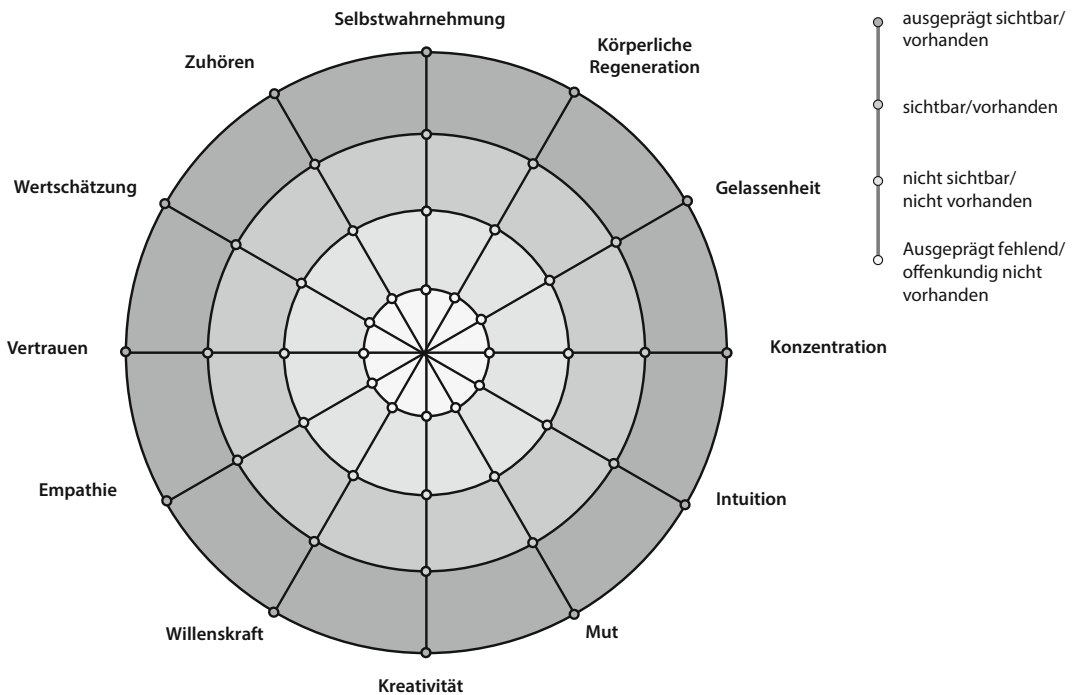 Selbstwahrnehmung
Körperliche
Regeneration
Zuhören
Wertschätzung
Gelassenheit
Vertrauen
Konzentration
Empathie
Intuition
Willenskraft
Mut
Kreativität
ausgeprägt sichtbar/
vorhanden
sichtbar/vorhanden
nicht sichtbar/
nicht vorhanden
Ausgeprägt fehlend/
offenkundig nicht
vorhanden